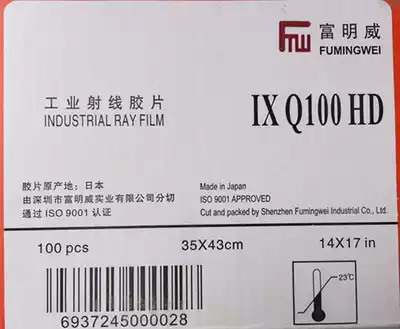 FMW 富明威
FUMINGWEI
工业射线胶片
INDUSTRIAL RAY FILM
IX Q100 HD
胶片原产地:日本
由深圳市富明威实业有限公司分切
通过 ISO 9001 认证
Made in Japan
ISO 9001 APPROVED
Cut and packed by Shenzhen Fumingwei Industrial Co., Ltd.
100 pcs 35X43cm 14X17 in
23℃
6937245000028